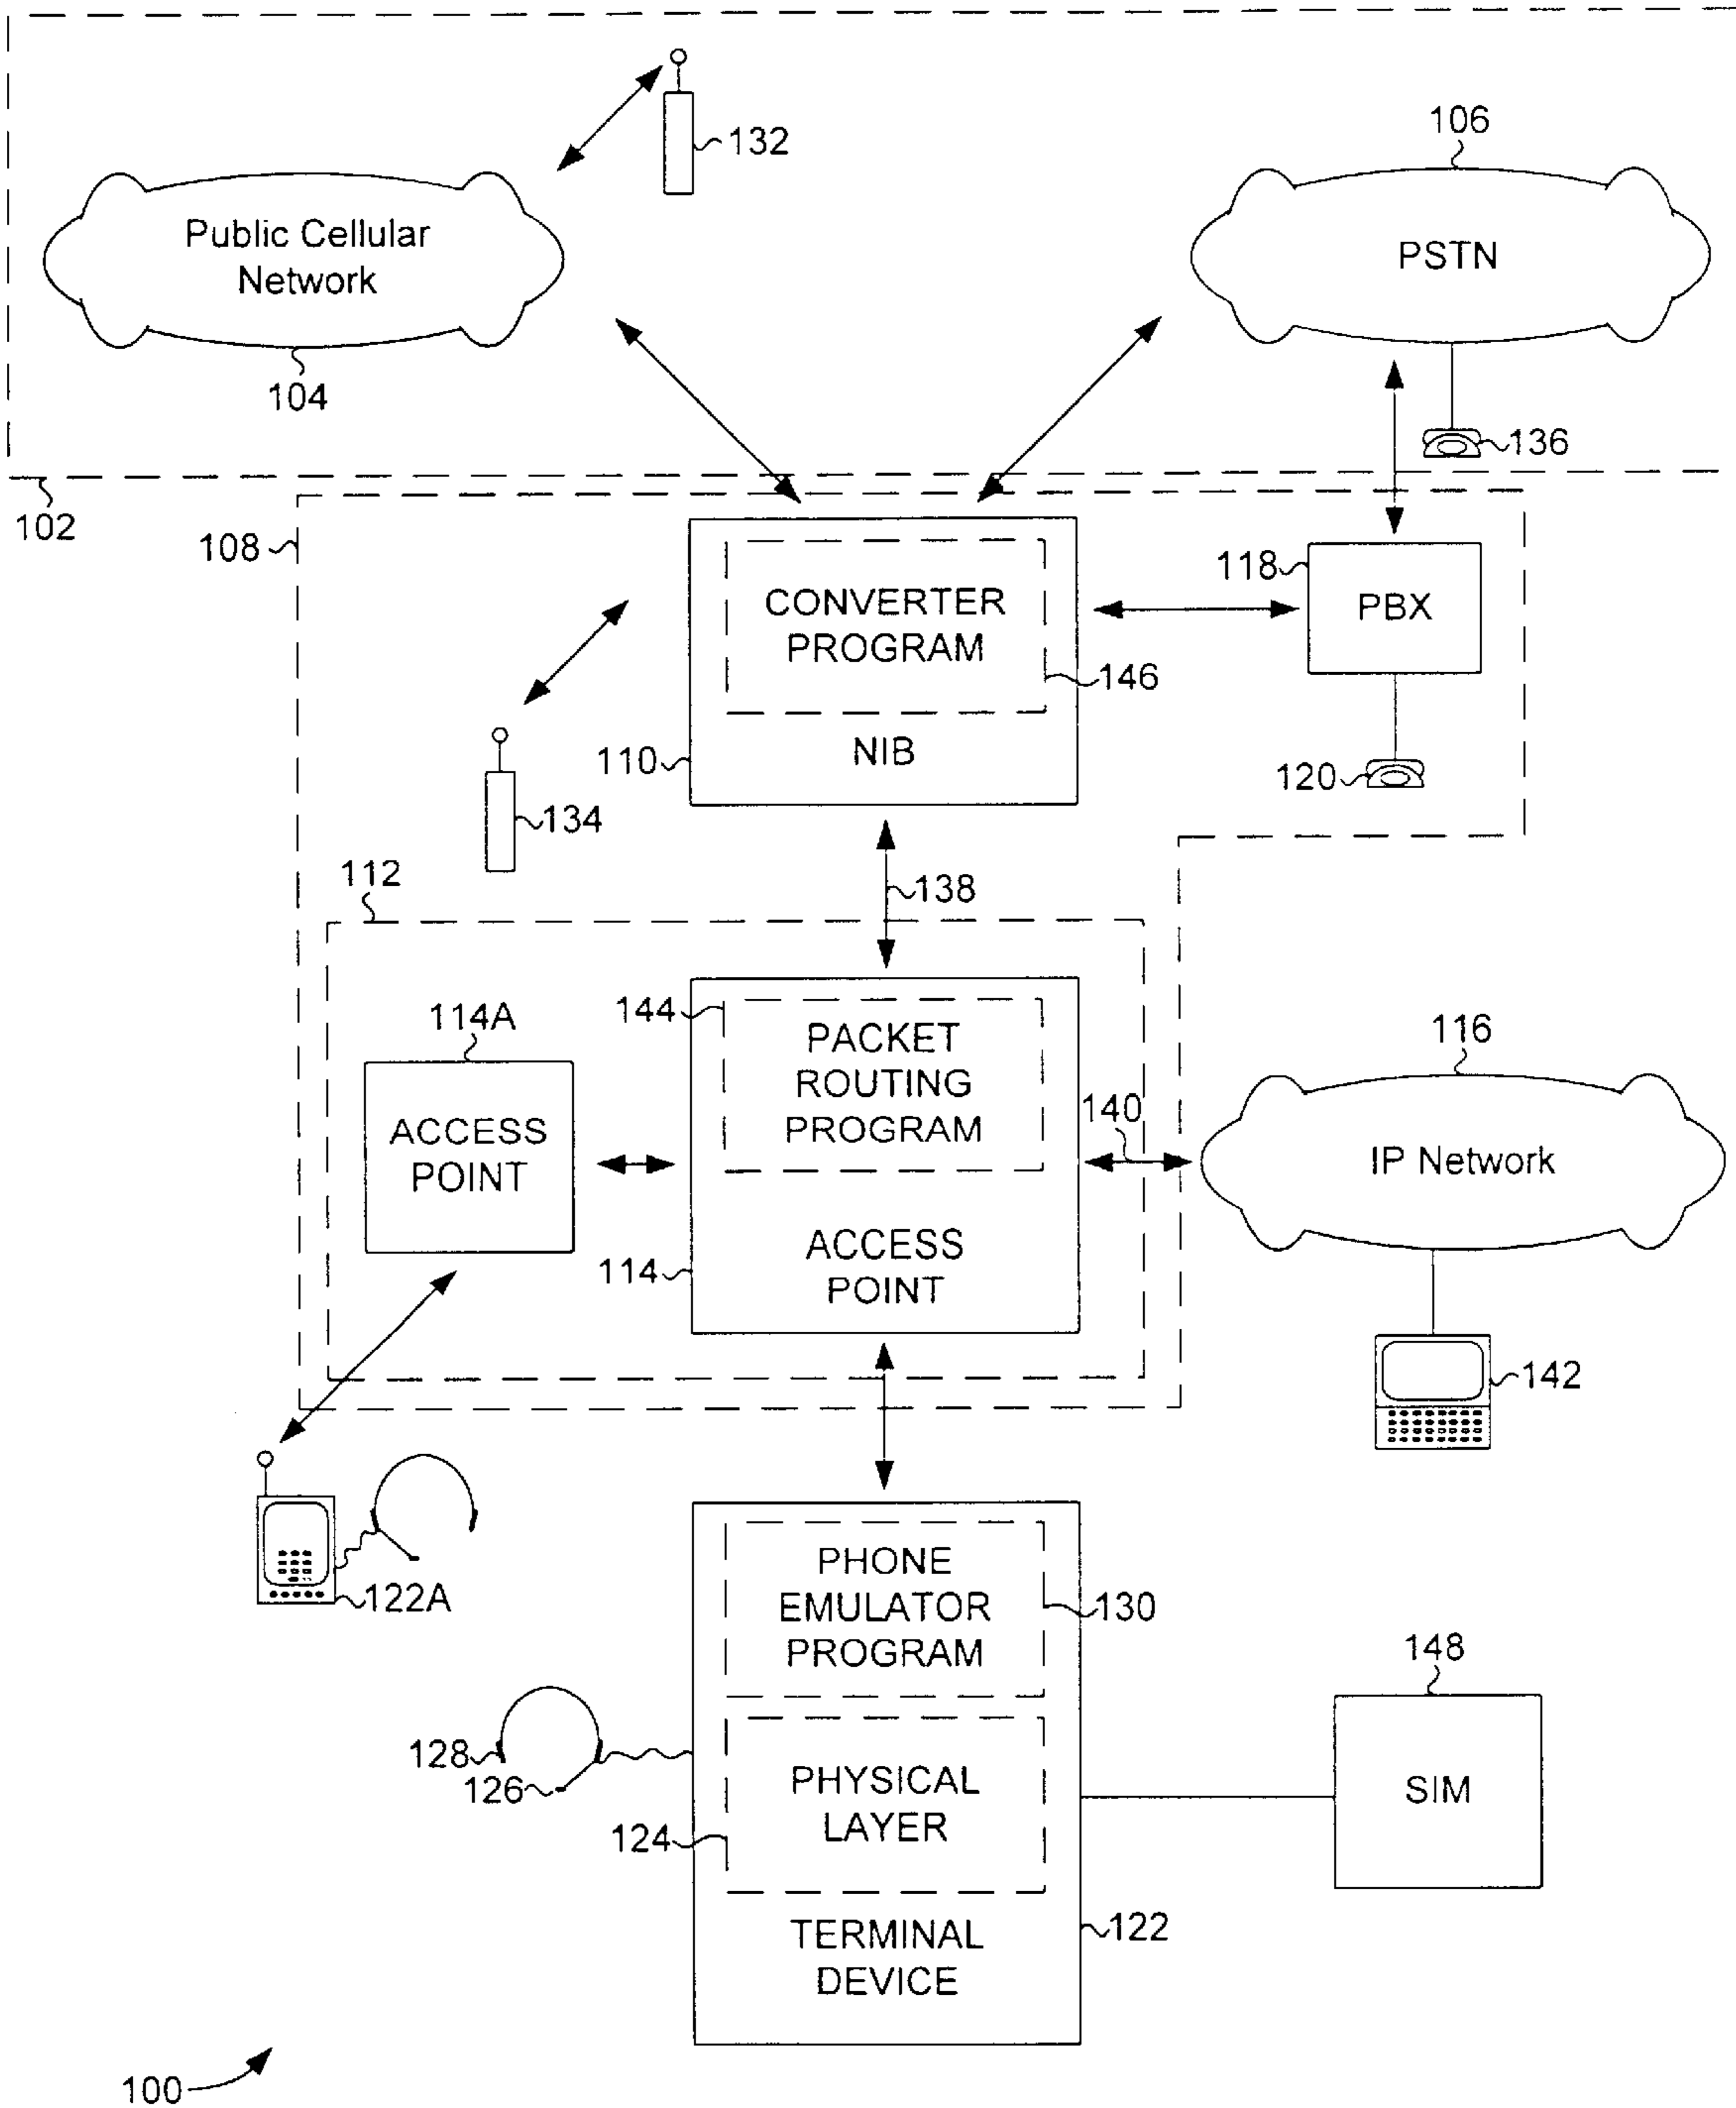 132
106
Public Cellular
Network
PSTN
104
136
102
108
118
CONVERTER
PROGRAM
PBX
146
110
NIB
120
134
112
138
144
PACKET
ROUTING
PROGRAM
114A
116
140
ACCESS
POINT
IP Network
114
ACCESS
POINT
142
PHONE
EMULATOR
PROGRAM
130
122A
148
128
126
PHYSICAL
LAYER
SIM
124
122
TERMINAL
DEVICE
100